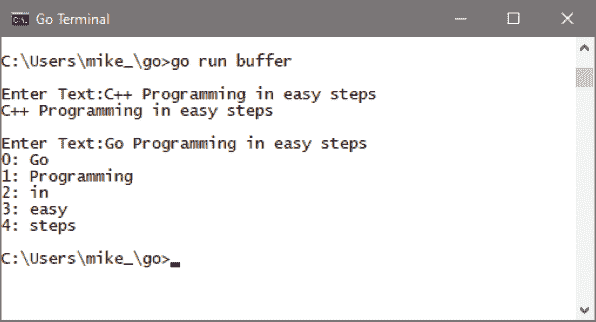 Go Terminal
C:\Users\mike_\go>go run buffer
Enter Text:C++ Programming in easy steps
C++ Programming in easy steps
Enter Text:Go Programming in easy steps
0: Go
1: Programming
2: in
3: easy
4: steps
C:\Users\mike_\go>